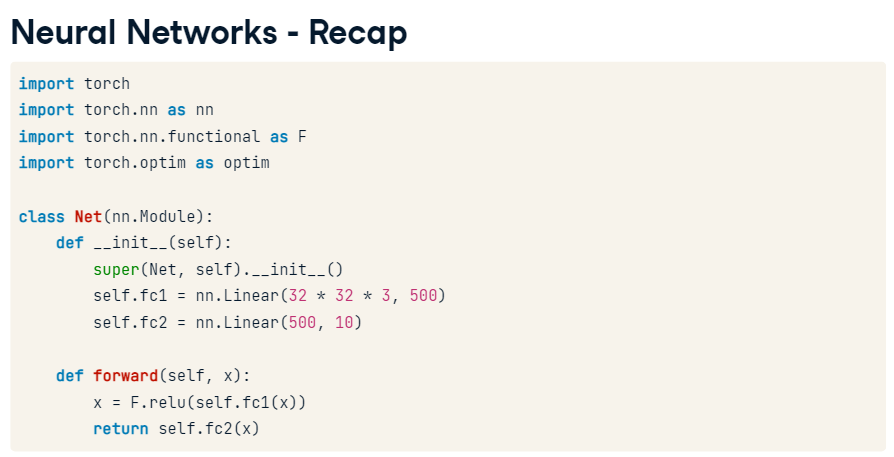 Neural Networks - Recap
import torch
import torch.nn as nn
import torch.nn.functional as F
import torch.optim as optim

class Net(nn.Module):
    def __init__(self):
        super(Net, self).__init__()
        self.fc1 = nn.Linear(32 * 32 * 3, 500)
        self.fc2 = nn.Linear(500, 10)

    def forward(self, x):
        x = F.relu(self.fc1(x))
        return self.fc2(x)